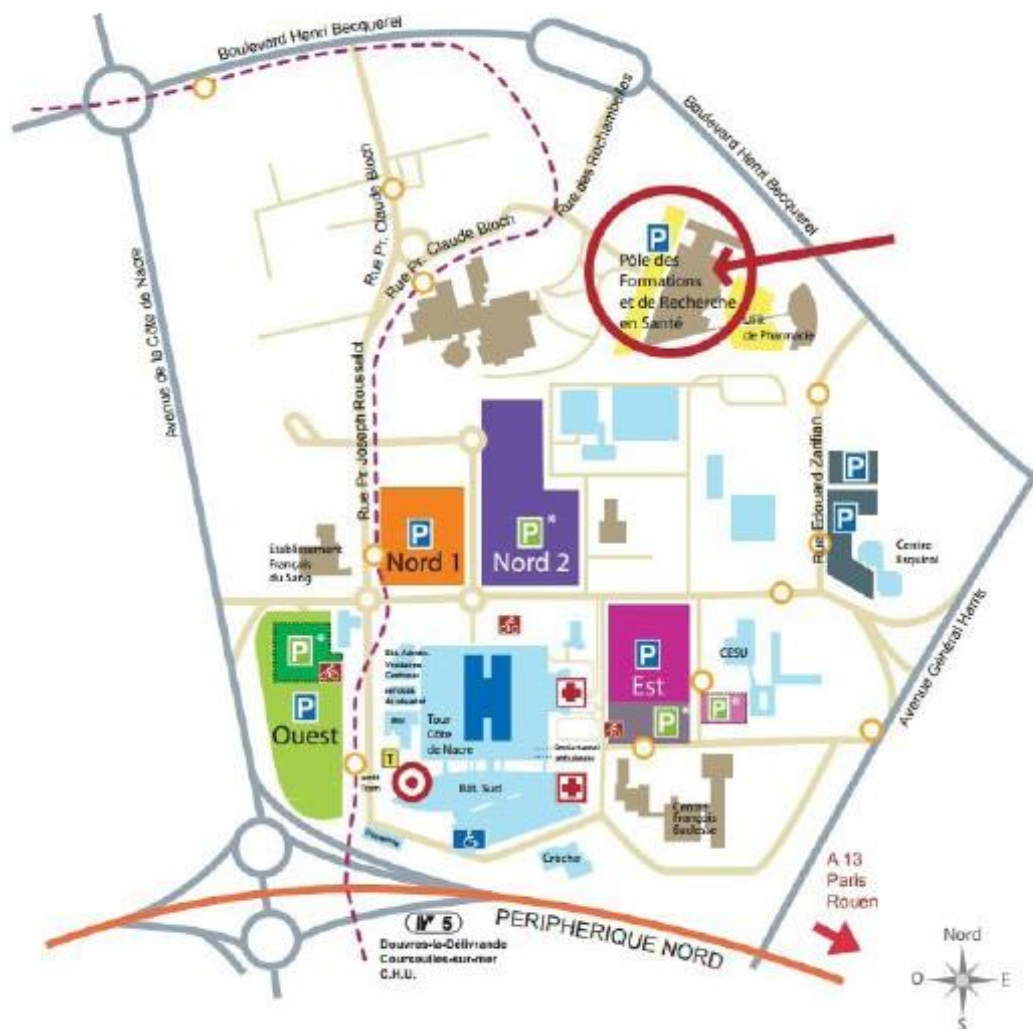 Boulevard Henri Becquerel
Rue des Rochambelles
Boulevard Henri Becquerel
Rue Pr. Claude Bloch
Rue Pr. Claude Bloch
Avenue de la Côte de Nacre
P
Pôle des
Formations
et de Recherche
en Santé
de Pharmacie
Rue Pr. Joseph Rousselot
Rue Edouard Zarifian
P
P
P
Nord 1
P*
Nord 2
Etablissement
Français
du Sang
Centre
Esquirol
Avenue Général Harris
P*
P
Ouest
P
Est
CESU
P*
P*
H
Tour
Côte
de Nacre
T
Bât. Sud
Centre
François
Baclesse
Crèche
A 13
Paris
Rouen
N° 5
PERIPHERIQUE NORD
Douvres-la-Délivrande
Courseulles-sur-mer
C.H.U.
Nord
O
E
S